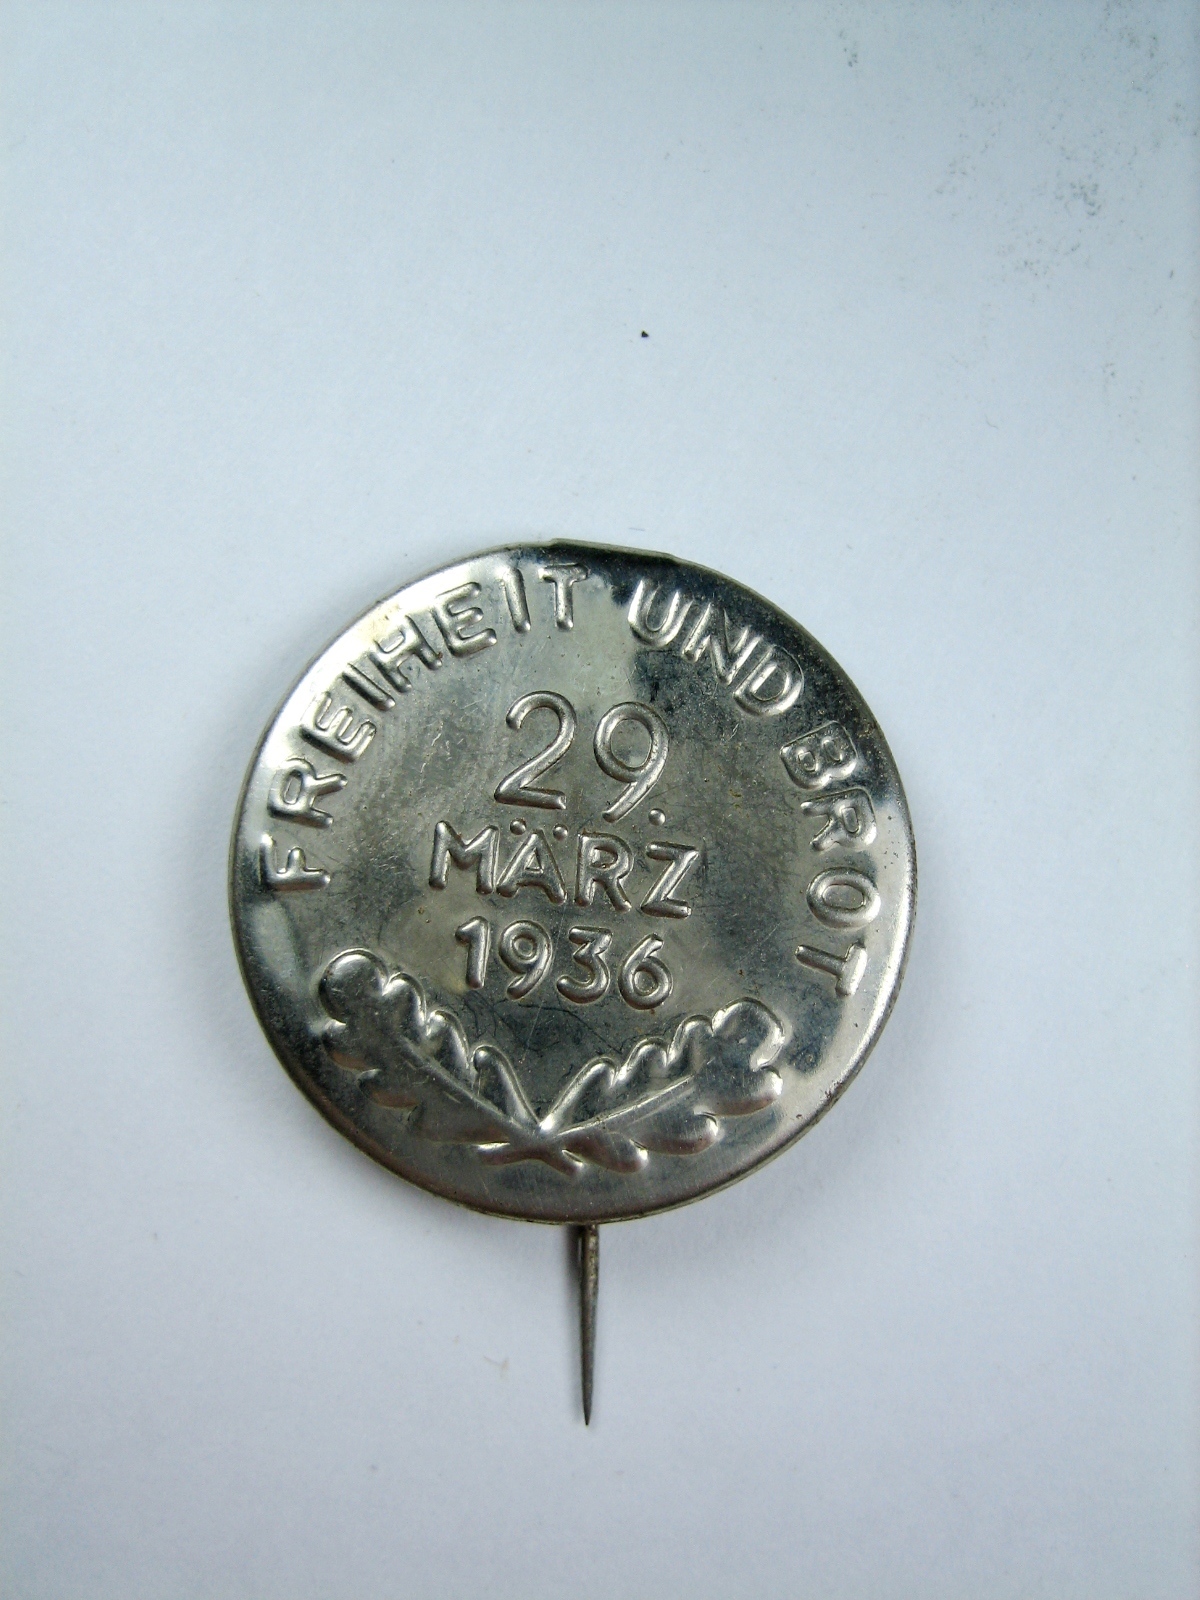 FREIHEIT UND BROT
29.
MÄRZ
1936